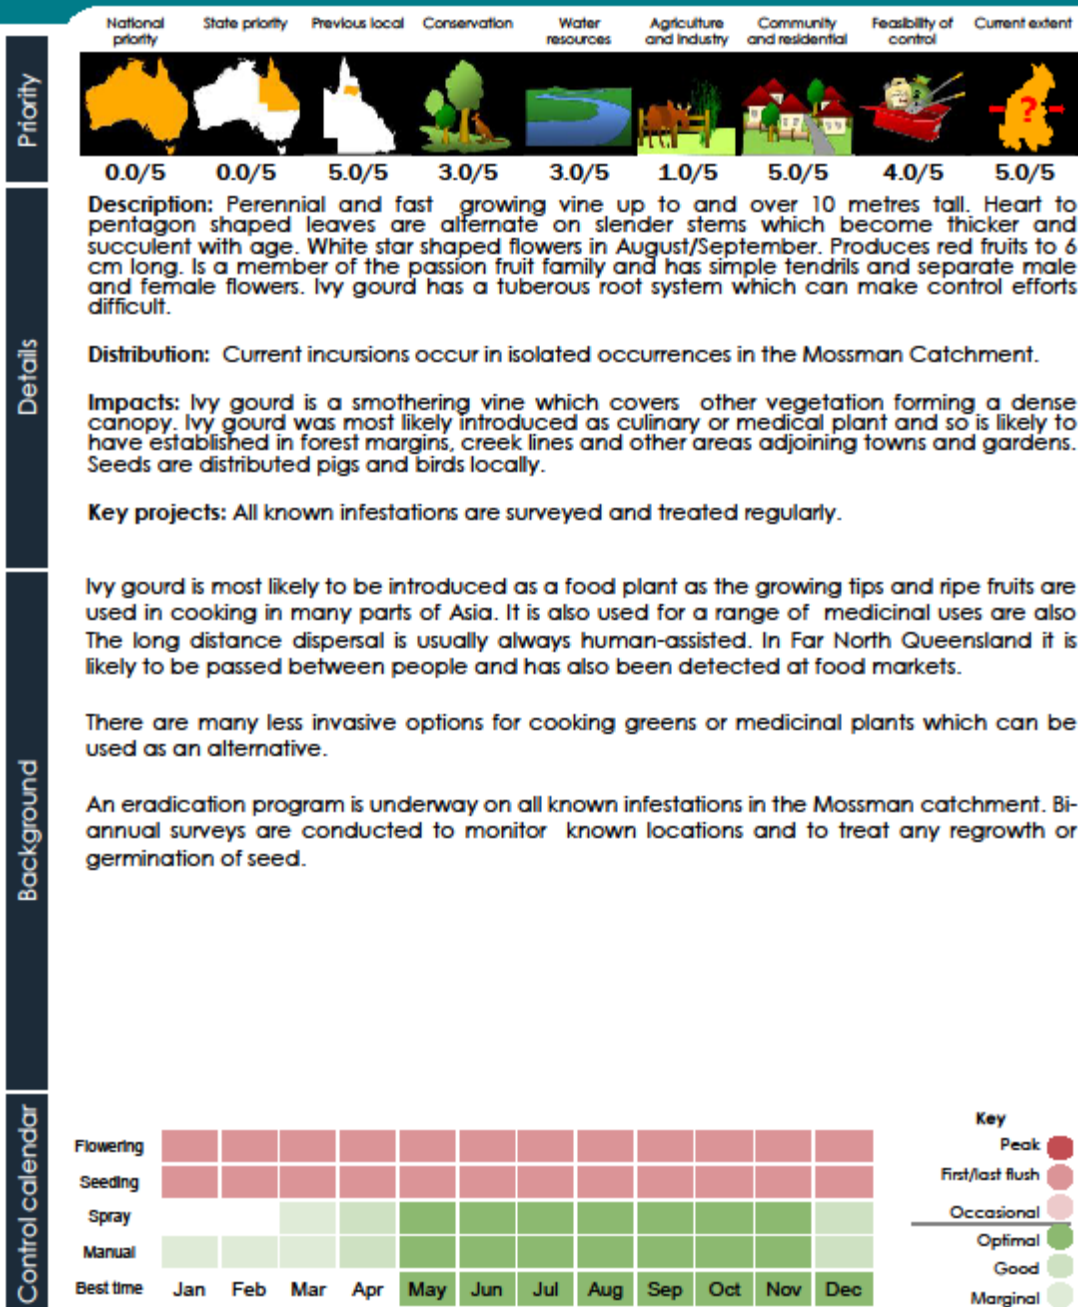 National priority
State priority
Previous local
Conservation
Water resources
Agriculture and industry
Community and residential
Feasibility of control
Current extent
Priority
?
0.0/5 0.0/5 5.0/5 3.0/5 3.0/5 1.0/5 5.0/5 4.0/5 5.0/5
Details
Description: Perennial and fast growing vine up to and over 10 metres tall. Heart to
pentagon shaped leaves are alternate on slender stems which become thicker and
succulent with age. White star shaped flowers in August/September. Produces red fruits to 6
cm long. Is a member of the passion fruit family and has simple tendrils and separate male
and female flowers. Ivy gourd has a tuberous root system which can make control efforts
difficult.
Distribution: Current incursions occur in isolated occurrences in the Mossman Catchment.
Impacts: Ivy gourd is a smothering vine which covers other vegetation forming a dense
canopy. Ivy gourd was most likely introduced as culinary or medical plant and so is likely to
have established in forest margins, creek lines and other areas adjoining towns and gardens.
Seeds are distributed pigs and birds locally.
Key projects: All known infestations are surveyed and treated regularly.
Background
Ivy gourd is most likely to be introduced as a food plant as the growing tips and ripe fruits are
used in cooking in many parts of Asia. It is also used for a range of medicinal uses are also
The long distance dispersal is usually always human-assisted. In Far North Queensland it is
likely to be passed between people and has also been detected at food markets.
There are many less invasive options for cooking greens or medicinal plants which can be
used as an alternative.
An eradication program is underway on all known infestations in the Mossman catchment. Bi-
annual surveys are conducted to monitor known locations and to treat any regrowth or
germination of seed.
Control calendar
Flowering
Seeding
Spray
Manual
Best time Jan Feb Mar Apr May Jun Jul Aug Sep Oct Nov Dec
Key
Peak
First/last flush
Occasional
Optimal
Good
Marginal